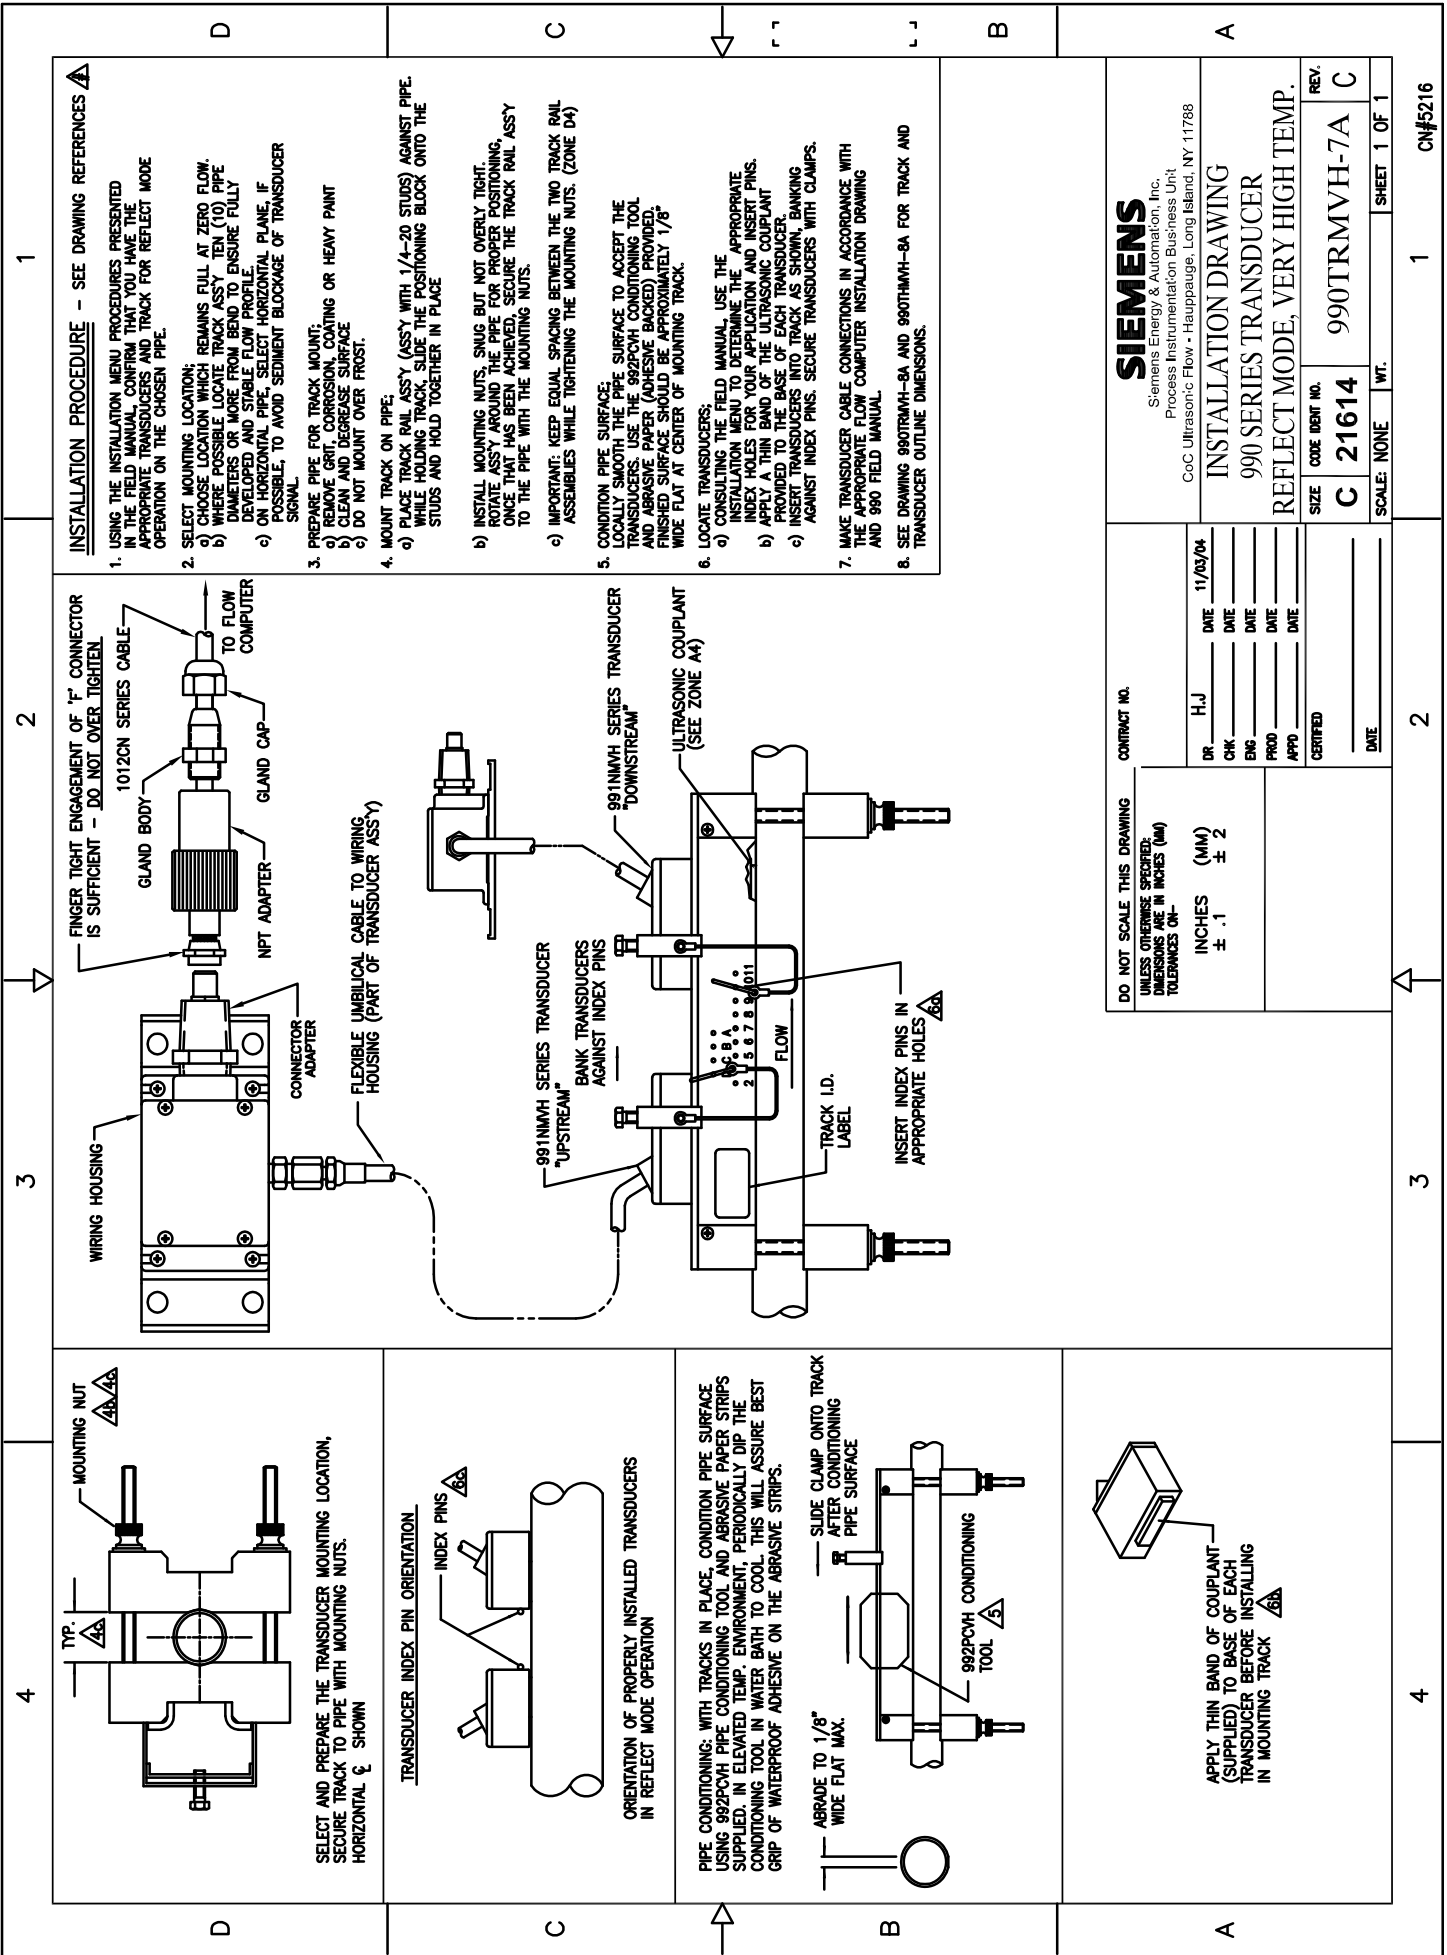 4
3
2
1
D
C
B
A
TYP.
4c
MOUNTING NUT
4b 4c
SELECT AND PREPARE THE TRANSDUCER MOUNTING LOCATION,
SECURE TRACK TO PIPE WITH MOUNTING NUTS.
HORIZONTAL ℄ SHOWN
TRANSDUCER INDEX PIN ORIENTATION
INDEX PINS
6c
ORIENTATION OF PROPERLY INSTALLED TRANSDUCERS
IN REFLECT MODE OPERATION
PIPE CONDITIONING: WITH TRACKS IN PLACE, CONDITION PIPE SURFACE
USING 992PCVH PIPE CONDITIONING TOOL AND ABRASIVE PAPER STRIPS
SUPPLIED. IN ELEVATED TEMP. ENVIRONMENT, PERIODICALLY DIP THE
CONDITIONING TOOL IN WATER BATH TO COOL. THIS WILL ASSURE BEST
GRIP OF WATERPROOF ADHESIVE ON THE ABRASIVE STRIPS.
ABRADE TO 1/8"
WIDE FLAT MAX.
SLIDE CLAMP ONTO TRACK
AFTER CONDITIONING
PIPE SURFACE
992PCVH CONDITIONING
TOOL
5
APPLY THIN BAND OF COUPLANT
(SUPPLIED) TO BASE OF EACH
TRANSDUCER BEFORE INSTALLING
IN MOUNTING TRACK
6b
WIRING HOUSING
CONNECTOR
ADAPTER
FINGER TIGHT ENGAGEMENT OF 'F' CONNECTOR
IS SUFFICIENT - DO NOT OVER TIGHTEN
1012CN SERIES CABLE
GLAND BODY
TO FLOW
COMPUTER
GLAND CAP
NPT ADAPTER
FLEXIBLE UMBILICAL CABLE TO WIRING
HOUSING (PART OF TRANSDUCER ASS'Y)
991NMVH SERIES TRANSDUCER
"UPSTREAM"
BANK TRANSDUCERS
AGAINST INDEX PINS
991NMVH SERIES TRANSDUCER
"DOWNSTREAM"
ULTRASONIC COUPLANT
(SEE ZONE A4)
C B A
2 5 6 7 8 9 1011
FLOW
TRACK I.D.
LABEL
INSERT INDEX PINS IN
APPROPRIATE HOLES
6a
INSTALLATION PROCEDURE - SEE DRAWING REFERENCES #
1. USING THE INSTALLATION MENU PROCEDURES PRESENTED
IN THE FIELD MANUAL, CONFIRM THAT YOU HAVE THE
APPROPRIATE TRANSDUCERS AND TRACK FOR REFLECT MODE
OPERATION ON THE CHOSEN PIPE.
2. SELECT MOUNTING LOCATION;
a) CHOOSE LOCATION WHICH REMAINS FULL AT ZERO FLOW.
b) WHERE POSSIBLE LOCATE TRACK ASS'Y TEN (10) PIPE
DIAMETERS OR MORE FROM BEND TO ENSURE FULLY
DEVELOPED AND STABLE FLOW PROFILE.
c) ON HORIZONTAL PIPE, SELECT HORIZONTAL PLANE, IF
POSSIBLE, TO AVOID SEDIMENT BLOCKAGE OF TRANSDUCER
SIGNAL.
3. PREPARE PIPE FOR TRACK MOUNT;
a) REMOVE GRIT, CORROSION, COATING OR HEAVY PAINT
b) CLEAN AND DEGREASE SURFACE
c) DO NOT MOUNT OVER FROST.
4. MOUNT TRACK ON PIPE;
a) PLACE TRACK RAIL ASS'Y (ASS'Y WITH 1/4-20 STUDS) AGAINST PIPE.
WHILE HOLDING TRACK, SLIDE THE POSITIONING BLOCK ONTO THE
STUDS AND HOLD TOGETHER IN PLACE
b) INSTALL MOUNTING NUTS, SNUG BUT NOT OVERLY TIGHT.
ROTATE ASS'Y AROUND THE PIPE FOR PROPER POSITIONING,
ONCE THAT HAS BEEN ACHIEVED, SECURE THE TRACK RAIL ASS'Y
TO THE PIPE WITH THE MOUNTING NUTS.
c) IMPORTANT: KEEP EQUAL SPACING BETWEEN THE TWO TRACK RAIL
ASSEMBLIES WHILE TIGHTENING THE MOUNTING NUTS. (ZONE D4)
5. CONDITION PIPE SURFACE;
LOCALLY SMOOTH THE PIPE SURFACE TO ACCEPT THE
TRANSDUCERS. USE THE 992PCVH CONDITIONING TOOL
AND ABRASIVE PAPER (ADHESIVE BACKED) PROVIDED.
FINISHED SURFACE SHOULD BE APPROXIMATELY 1/8"
WIDE FLAT AT CENTER OF MOUNTING TRACK.
6. LOCATE TRANSDUCERS;
a) CONSULTING THE FIELD MANUAL, USE THE
INSTALLATION MENU TO DETERMINE THE APPROPRIATE
INDEX HOLES FOR YOUR APPLICATION AND INSERT PINS.
b) APPLY A THIN BAND OF THE ULTRASONIC COUPLANT
PROVIDED TO THE BASE OF EACH TRANSDUCER.
c) INSERT TRANSDUCERS INTO TRACK AS SHOWN, BANKING
AGAINST INDEX PINS. SECURE TRANSDUCERS WITH CLAMPS.
7. MAKE TRANSDUCER CABLE CONNECTIONS IN ACCORDANCE WITH
THE APPROPRIATE FLOW COMPUTER INSTALLATION DRAWING
AND 990 FIELD MANUAL.
8. SEE DRAWING 990TRMVH-8A AND 990THMVH-8A FOR TRACK AND
TRANSDUCER OUTLINE DIMENSIONS.
DO NOT SCALE THIS DRAWING
UNLESS OTHERWISE SPECIFIED:
DIMENSIONS ARE IN INCHES (MM)
TOLERANCES ON-
INCHES (MM)
± .1 ± 2
CONTRACT NO.
DR H.J DATE 11/03/04
CHK DATE
ENG DATE
PROD DATE
APPD DATE
CERTIFIED
DATE
SIEMENS
Siemens Energy & Automation, Inc.
Process Instrumentation Business Unit
CoC Ultrasonic Flow - Hauppauge, Long Island, NY 11788
INSTALLATION DRAWING
990 SERIES TRANSDUCER
REFLECT MODE, VERY HIGH TEMP.
SIZE
C
CODE IDENT NO.
21614
990TRMVH-7A
REV.
C
SCALE: NONE
WT.
SHEET 1 OF 1
4
3
2
1
D
C
B
A
CN#5216